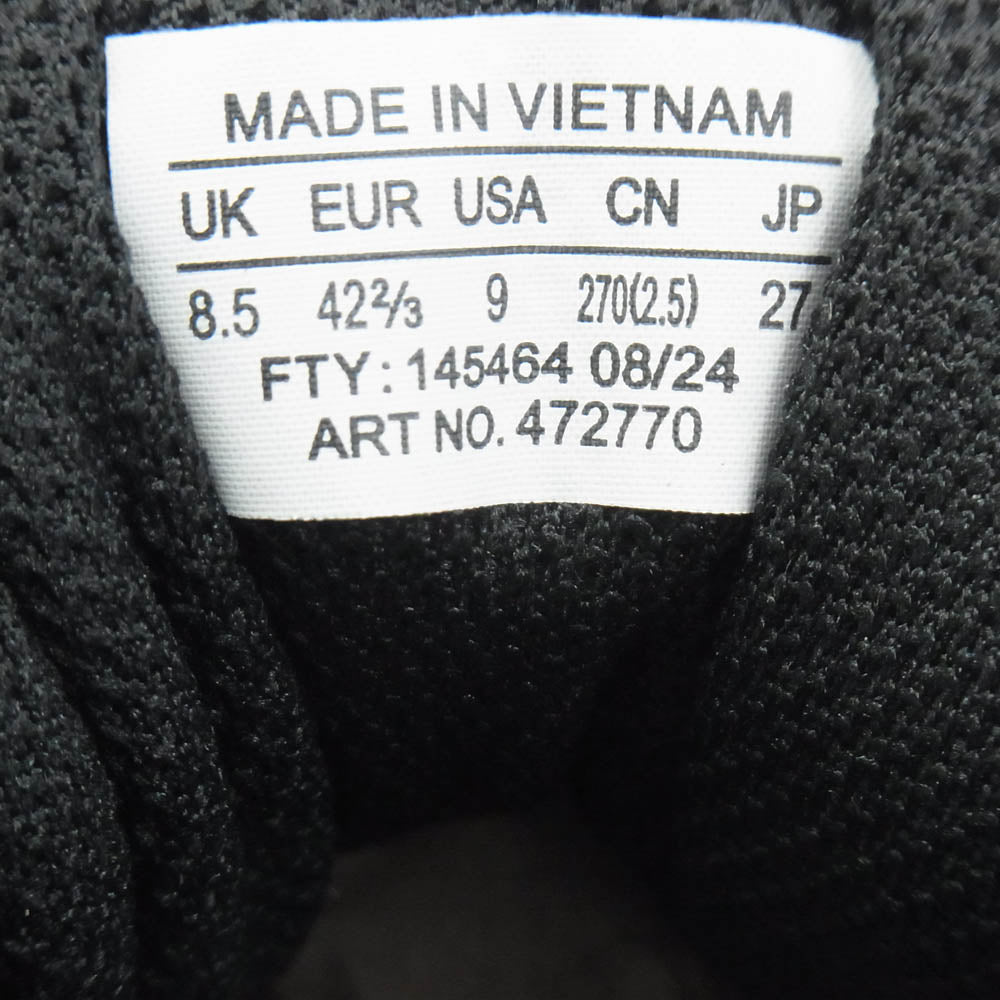 MADE IN VIETNAM
UK EUR USA CN JP
8.5 42⅔ 9 270(2.5) 27
FTY: 145464 08/24
ART NO. 472770